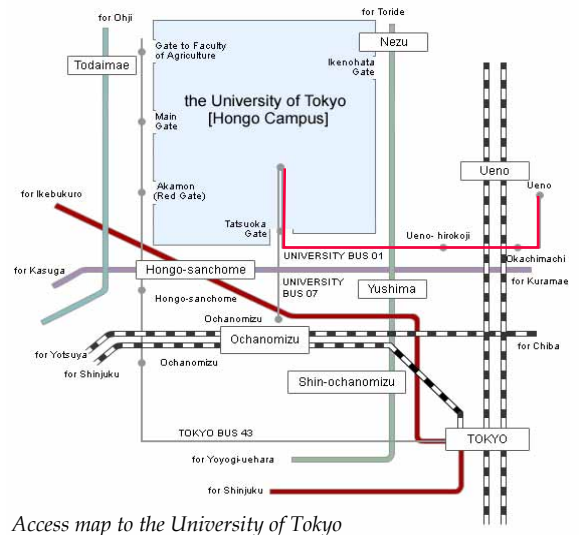 for Toride
for Ohji
Nezu
Gate to Faculty
of Agriculture
Todaimae
Ikenohata
Gate
the University of Tokyo
[Hongo Campus]
Main
Gate
Ueno
Ueno
Akamon
(Red Gate)
for Ikebukuro
Tatsuoka
Gate
Ueno- hirokoji
UNIVERSITY BUS 01
Okachimachi
for Kasuga
Hongo-sanchome
UNIVERSITY
BUS 07
for Kuramae
Yushima
Hongo-sanchome
Ochanomizu
Ochanomizu
for Chiba
for Yotsuya
Ochanomizu
for Shinjuku
Shin-ochanomizu
TOKYO BUS 43
TOKYO
for Yoyogi-uehara
for Shinjuku
Access map to the University of Tokyo